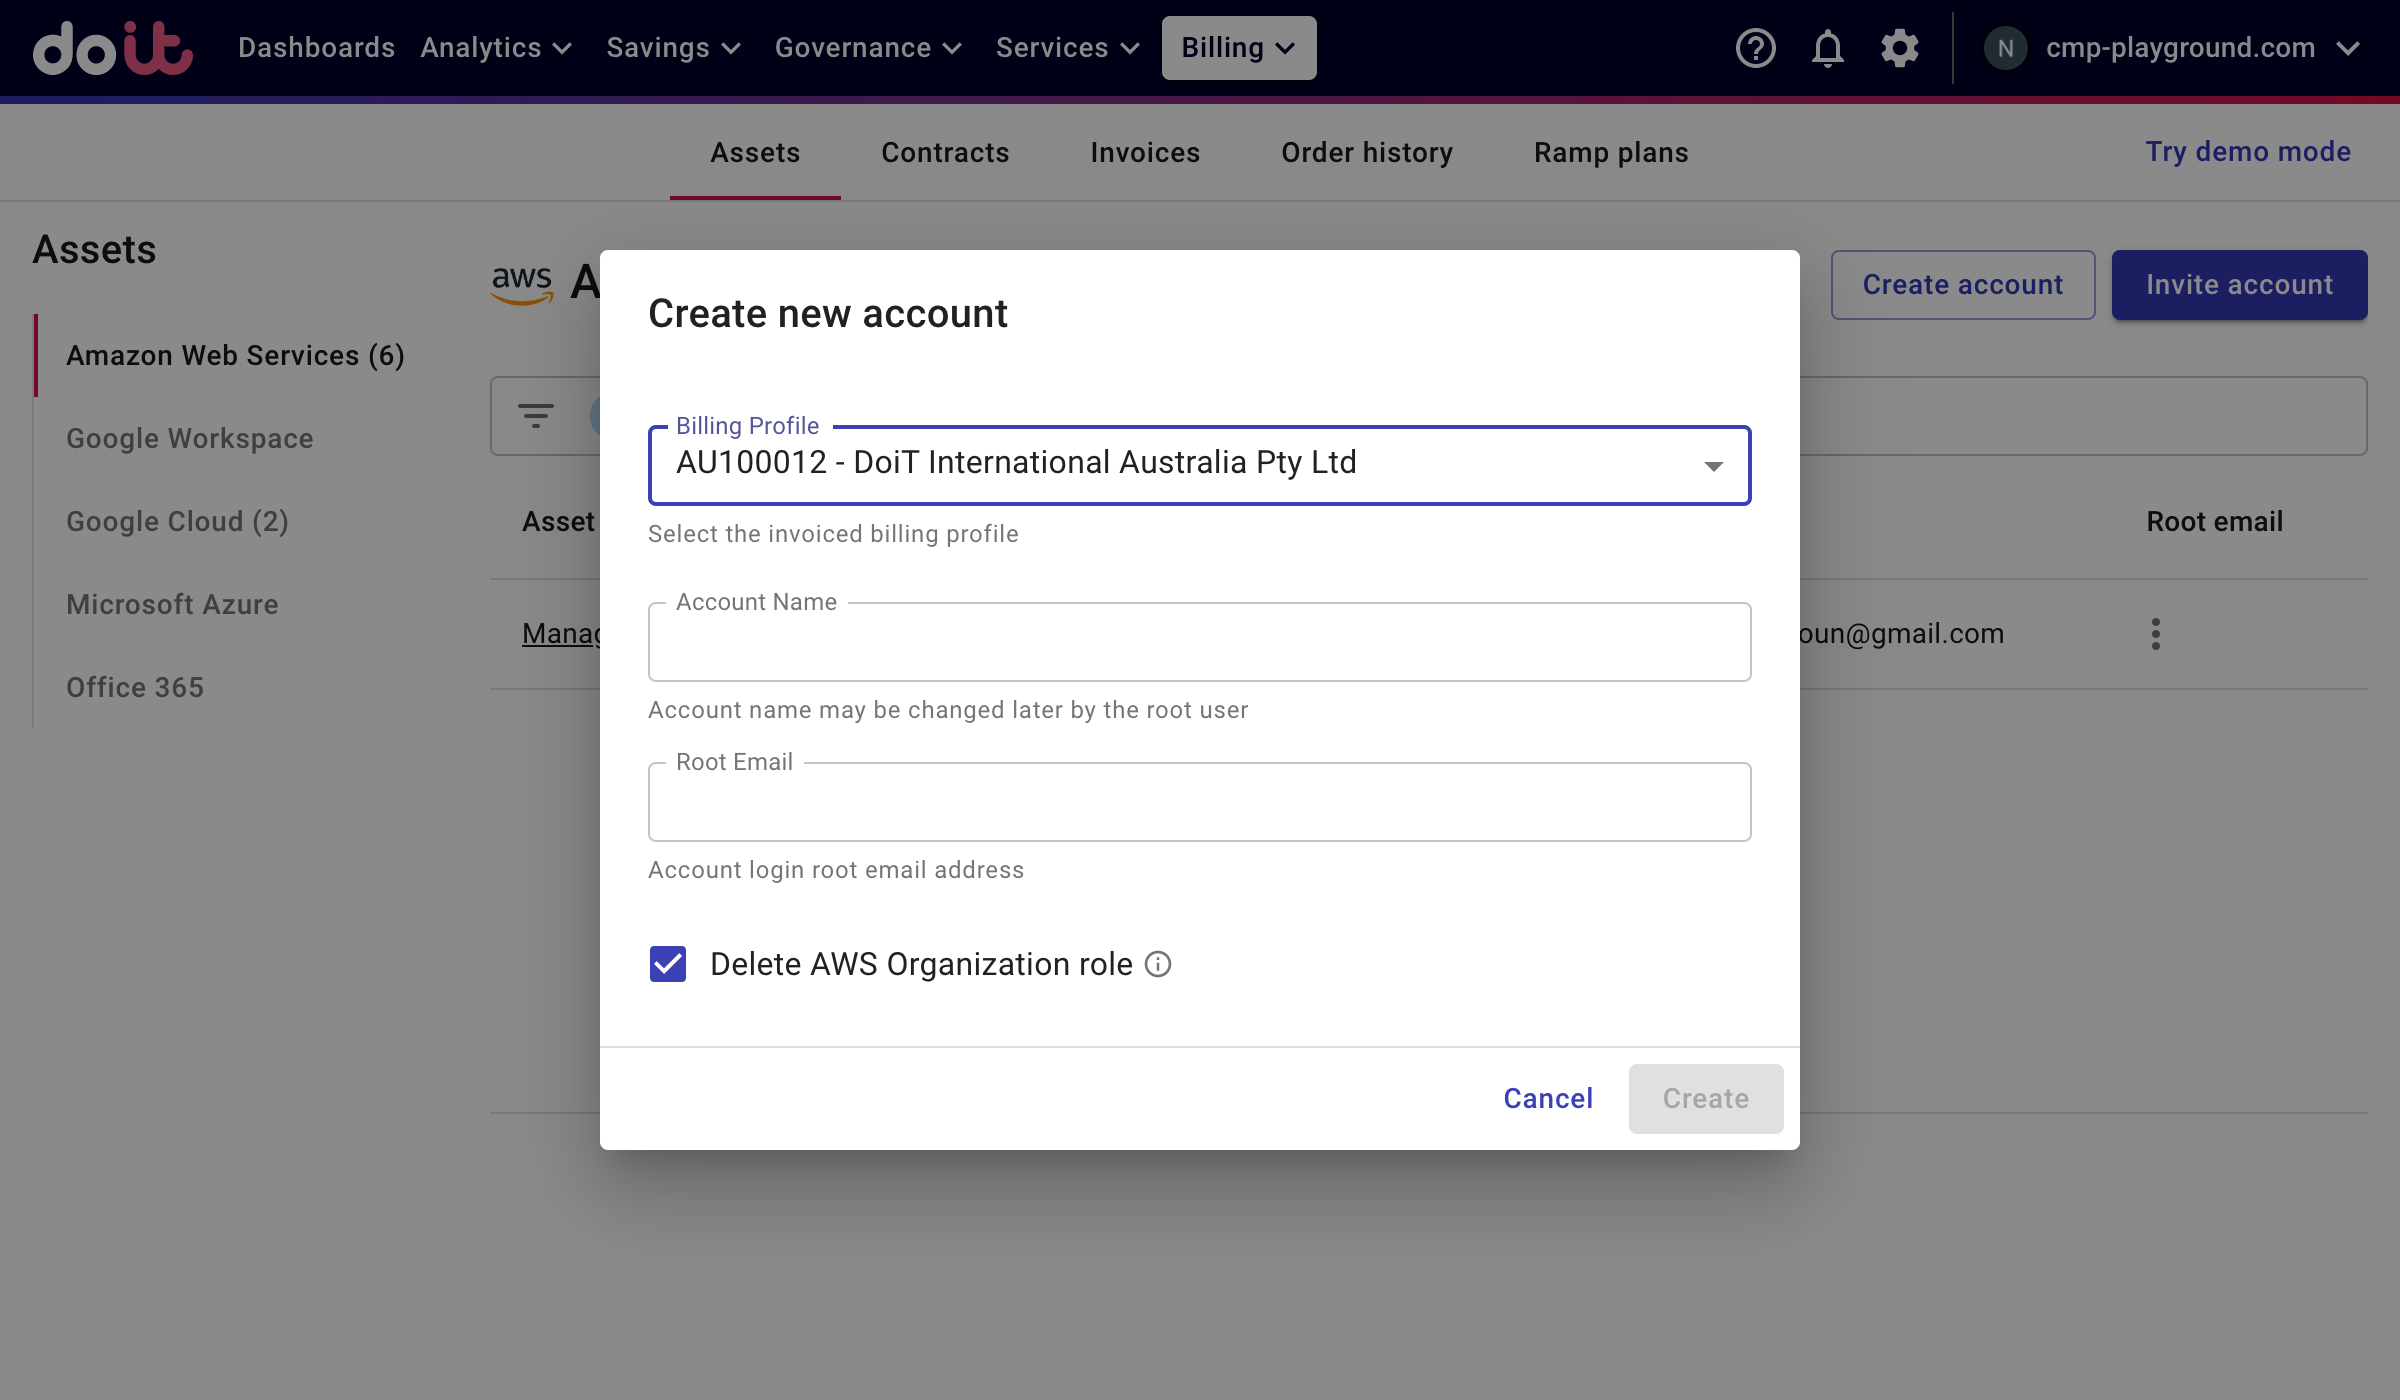 doit Dashboards Analytics Savings Governance Services Billing N cmp-playground.com
Assets Contracts Invoices Order history Ramp plans Try demo mode
Assets
Amazon Web Services (6)
Google Workspace
Google Cloud (2)
Microsoft Azure
Office 365
aws A
Create account Invite account
Asset Root email
Manag oun@gmail.com
Create new account
Billing Profile
AU100012 - DoiT International Australia Pty Ltd
Select the invoiced billing profile
Account Name
Account name may be changed later by the root user
Root Email
Account login root email address
Delete AWS Organization role
Cancel Create